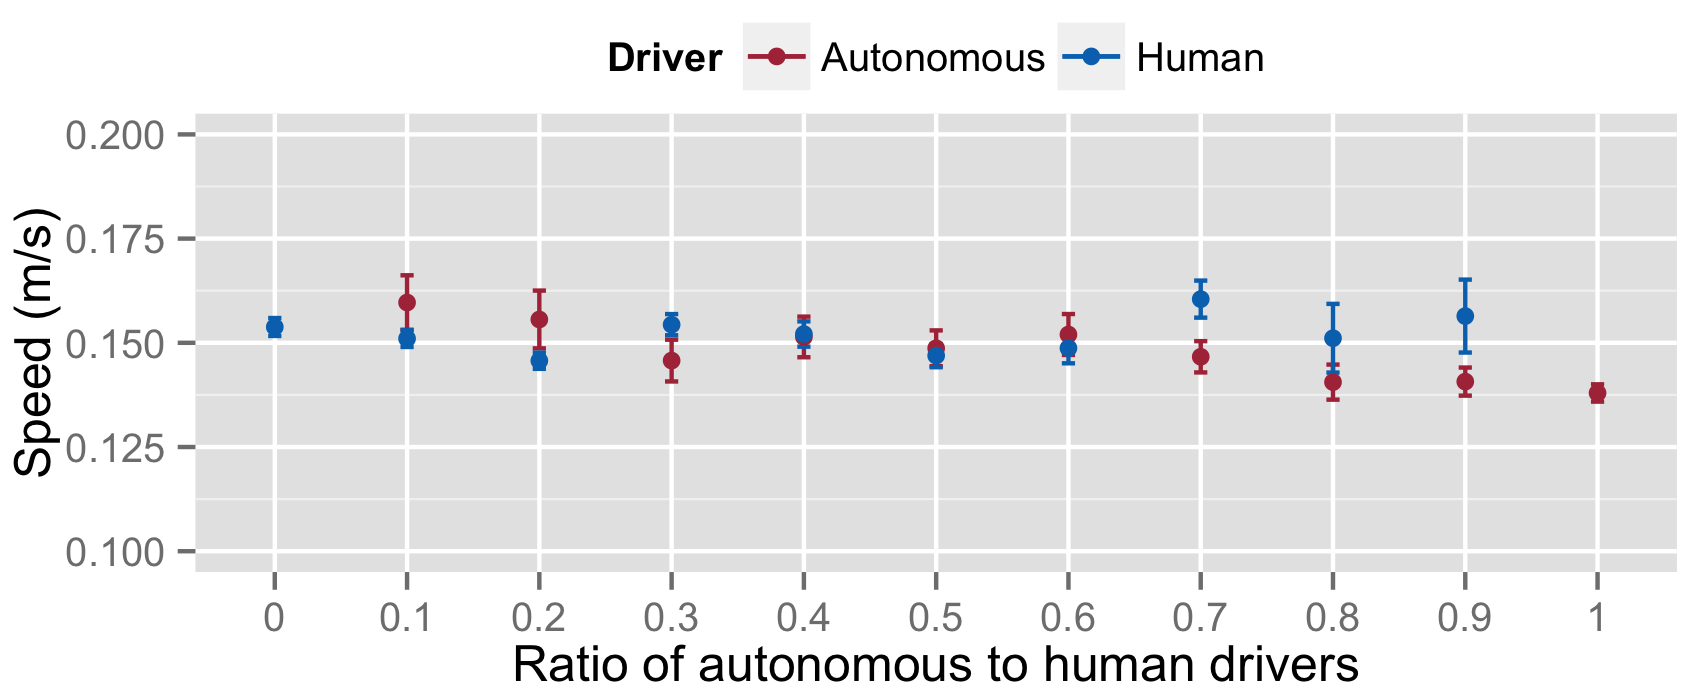 Driver Autonomous Human
0.200
0.175
0.150
0.125
0.100
Speed (m/s)
0 0.1 0.2 0.3 0.4 0.5 0.6 0.7 0.8 0.9 1
Ratio of autonomous to human drivers